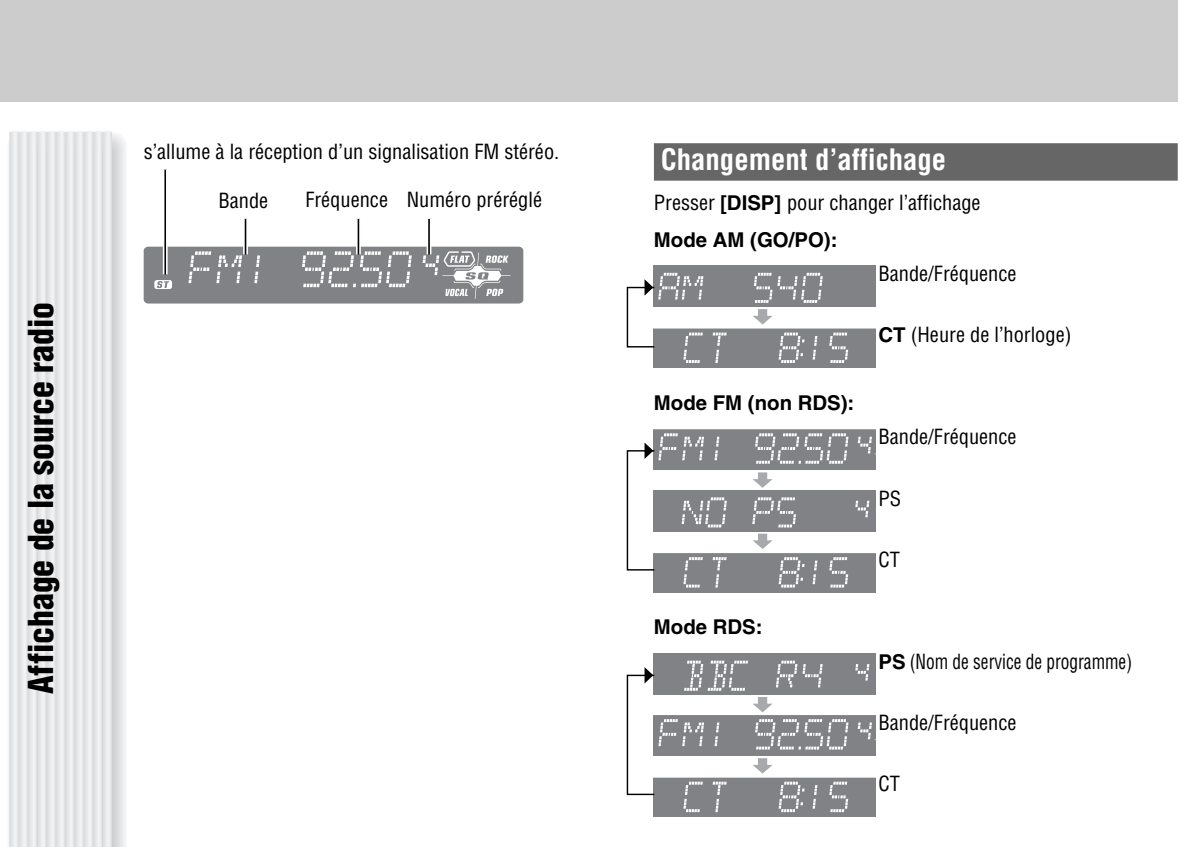 Affichage de la source radio
s’allume à la réception d’un signalisation FM stéréo.
Bande Fréquence Numéro préréglé
ST FM1 92.50 4 FLAT ROCK
SQ
VOCAL POP
Changement d’affichage
Presser [DISP] pour changer l’affichage
Mode AM (GO/PO):
AM 540 Bande/Fréquence
CT 8:15 CT (Heure de l’horloge)
Mode FM (non RDS):
FM1 92.50 4 Bande/Fréquence
NO PS 4 PS
CT 8:15 CT
Mode RDS:
BBC R4 4 PS (Nom de service de programme)
FM1 92.50 4 Bande/Fréquence
CT 8:15 CT